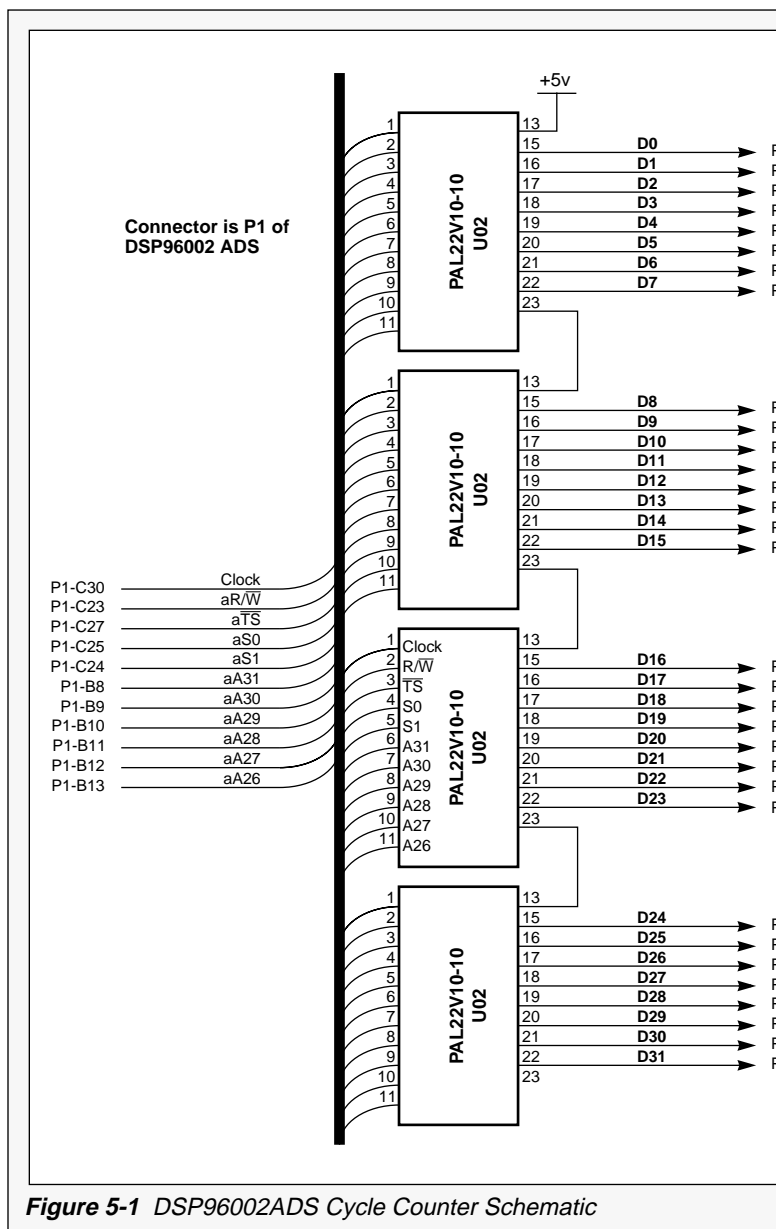 +5v
Connector is P1 of
DSP96002 ADS
P1-C30 Clock
P1-C23 aR/W̅
P1-C27 aT̅S̅
P1-C25 aS0
P1-C24 aS1
P1-B8 aA31
P1-B9 aA30
P1-B10 aA29
P1-B11 aA28
P1-B12 aA27
P1-B13 aA26
1
2
3
4
5
6
7
8
9
10
11
PAL22V10-10
U02
13
15 D0 P
16 D1 P
17 D2 P
18 D3 P
19 D4 P
20 D5 P
21 D6 P
22 D7 P
23
1
2
3
4
5
6
7
8
9
10
11
PAL22V10-10
U02
13
15 D8 P
16 D9 P
17 D10 P
18 D11 P
19 D12 P
20 D13 P
21 D14 P
22 D15 P
23
1 Clock
2 R/W̅
3 T̅S̅
4 S0
5 S1
6 A31
7 A30
8 A29
9 A28
10 A27
11 A26
PAL22V10-10
U02
13
15 D16 P
16 D17 P
17 D18 P
18 D19 P
19 D20 P
20 D21 P
21 D22 P
22 D23 P
23
1
2
3
4
5
6
7
8
9
10
11
PAL22V10-10
U02
13
15 D24 P
16 D25 P
17 D26 P
18 D27 P
19 D28 P
20 D29 P
21 D30 P
22 D31 P
23
Figure 5-1 DSP96002ADS Cycle Counter Schematic